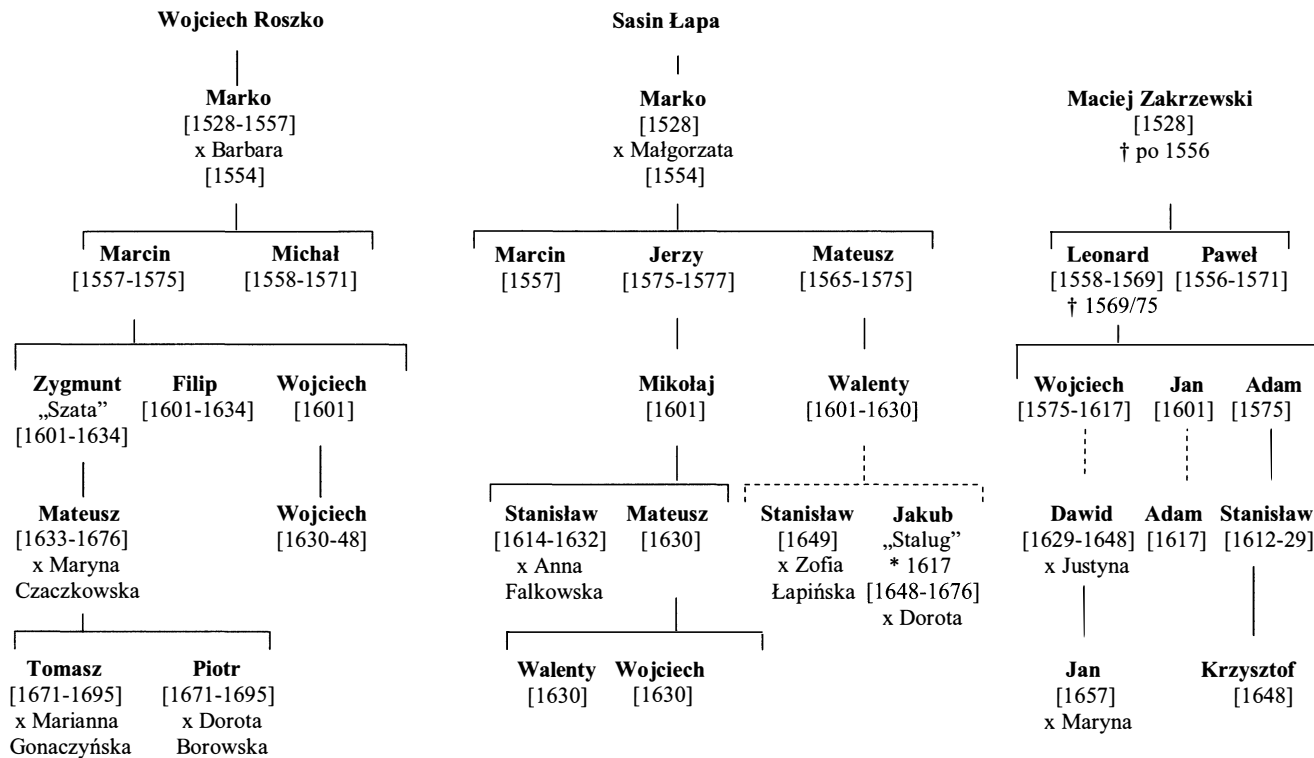 Wojciech Roszko
Sasin Łapa
Marko
[1528-1557]
x Barbara
[1554]
Marko
[1528]
x Małgorzata
[1554]
Maciej Zakrzewski
[1528]
† po 1556
Marcin
[1557-1575]
Michał
[1558-1571]
Marcin
[1557]
Jerzy
[1575-1577]
Mateusz
[1565-1575]
Leonard
[1558-1569]
† 1569/75
Paweł
[1556-1571]
Zygmunt
„Szata”
[1601-1634]
Filip
[1601-1634]
Wojciech
[1601]
Mikołaj
[1601]
Walenty
[1601-1630]
Wojciech
[1575-1617]
Jan
[1601]
Adam
[1575]
Mateusz
[1633-1676]
x Maryna
Czaczkowska
Wojciech
[1630-48]
Stanisław
[1614-1632]
x Anna
Falkowska
Mateusz
[1630]
Stanisław
[1649]
x Zofia
Łapińska
Jakub
„Stalug”
* 1617
[1648-1676]
x Dorota
Dawid
[1629-1648]
x Justyna
Adam
[1617]
Stanisław
[1612-29]
Tomasz
[1671-1695]
x Marianna
Gonaczyńska
Piotr
[1671-1695]
x Dorota
Borowska
Walenty
[1630]
Wojciech
[1630]
Jan
[1657]
x Maryna
Krzysztof
[1648]